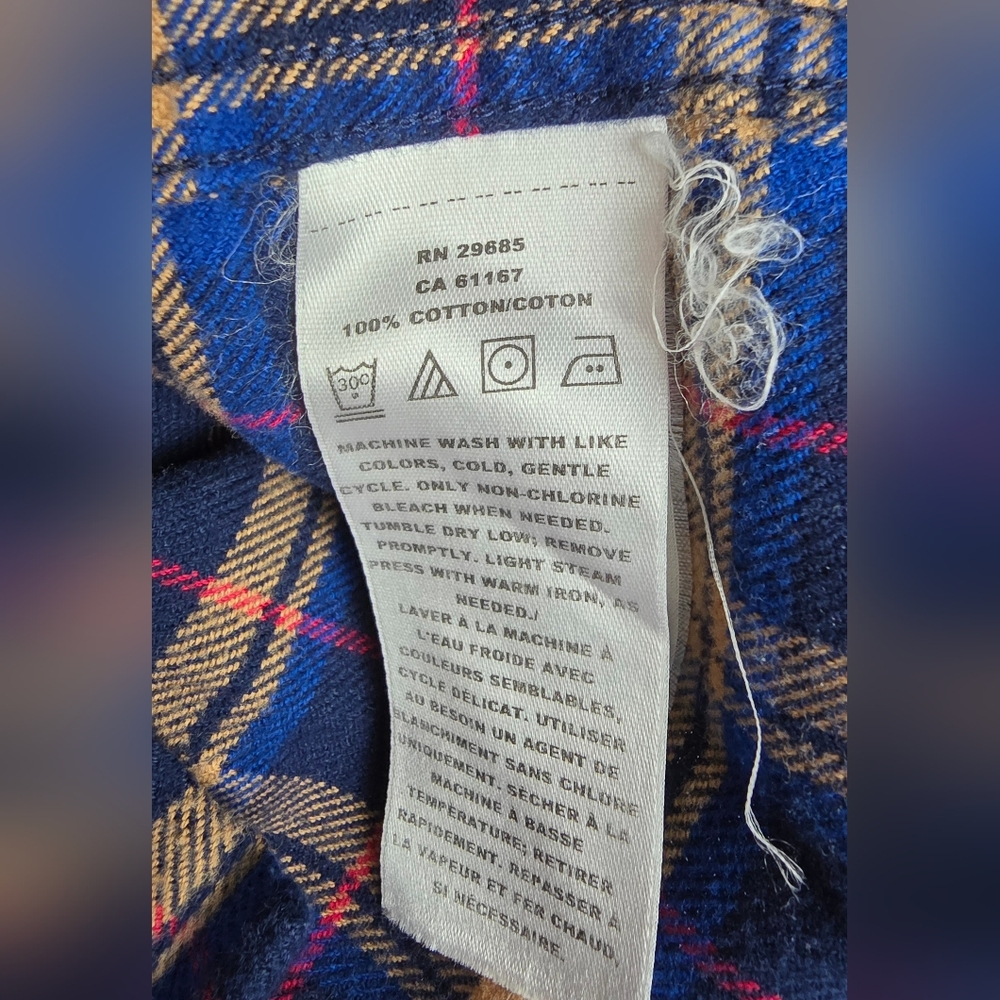 RN 29685
CA 61167
100% COTTON/COTON
30°
MACHINE WASH WITH LIKE
COLORS, COLD, GENTLE
CYCLE. ONLY NON-CHLORINE
BLEACH WHEN NEEDED.
TUMBLE DRY LOW; REMOVE
PROMPTLY. LIGHT STEAM
PRESS WITH WARM IRON, AS
NEEDED./
LAVER À LA MACHINE À
L'EAU FROIDE AVEC
COULEURS SEMBLABLES,
CYCLE DÉLICAT. UTILISER
AU BESOIN UN AGENT DE
BLANCHIMENT SANS CHLORE
UNIQUEMENT. SÉCHER À LA
MACHINE À BASSE
TEMPÉRATURE; RETIRER
RAPIDEMENT. REPASSER À
LA VAPEUR ET FER CHAUD,
SI NÉCESSAIRE.